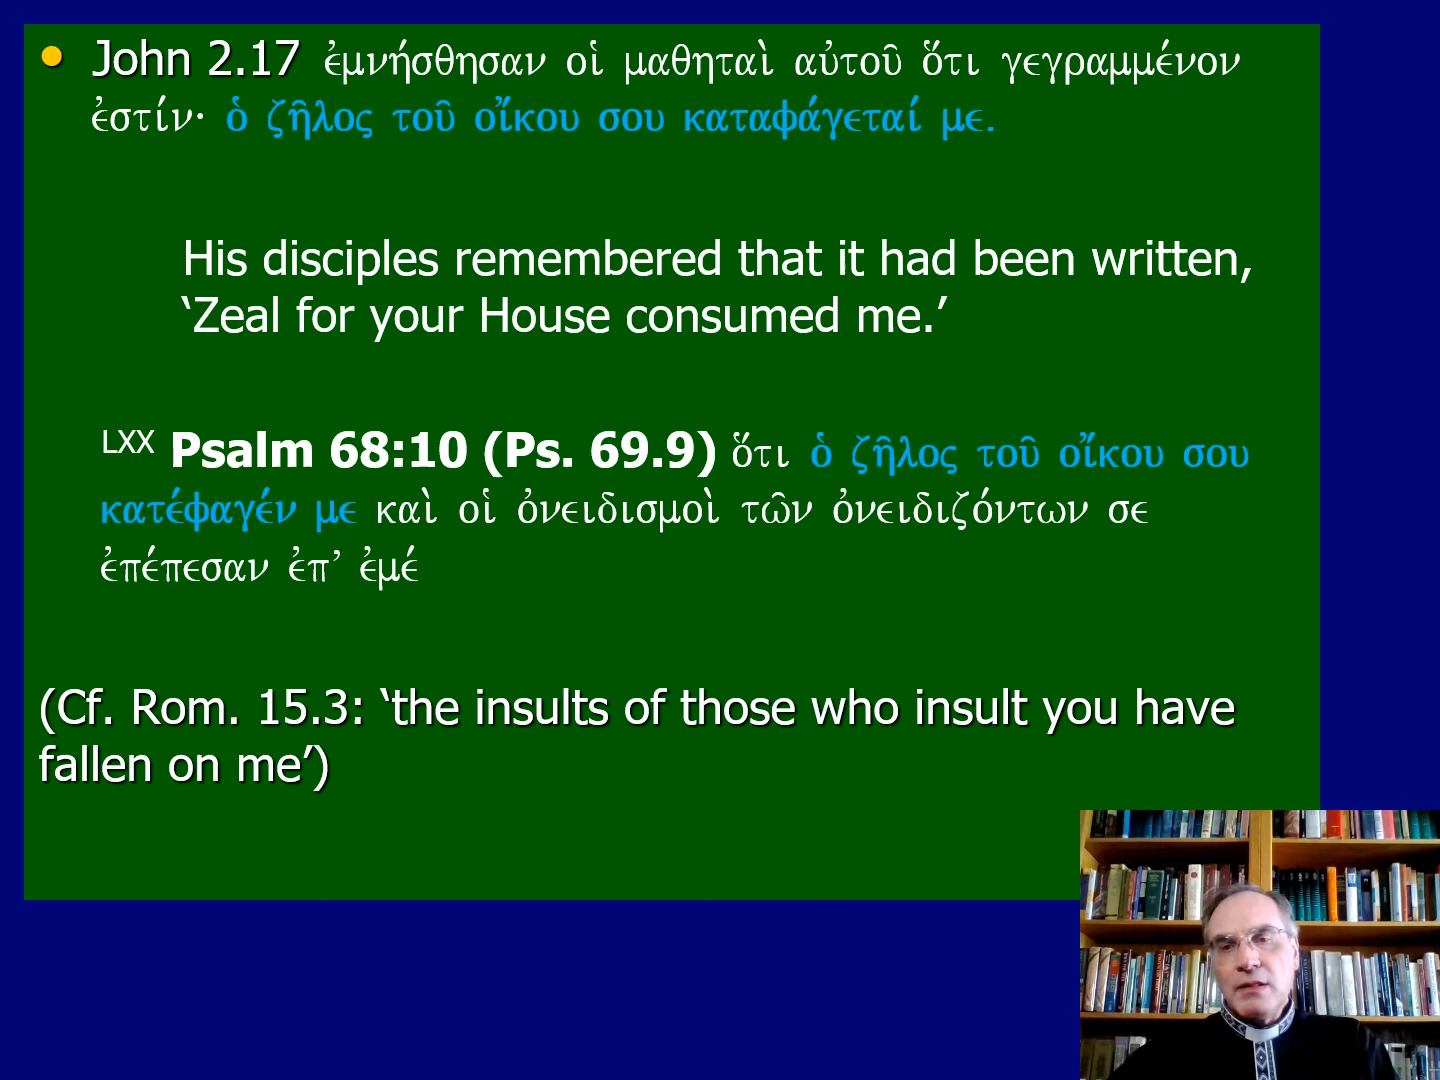 • John 2.17 ἐμνήσθησαν οἱ μαθηταὶ αὐτοῦ ὅτι γεγραμμένον
ἐστίν· ὁ ζῆλος τοῦ οἴκου σου καταφάγεταί με.
His disciples remembered that it had been written,
‘Zeal for your House consumed me.’
LXX Psalm 68:10 (Ps. 69.9) ὅτι ὁ ζῆλος τοῦ οἴκου σου
κατέφαγέν με καὶ οἱ ὀνειδισμοὶ τῶν ὀνειδιζόντων σε
ἐπέπεσαν ἐπ’ ἐμέ
(Cf. Rom. 15.3: ‘the insults of those who insult you have
fallen on me’)